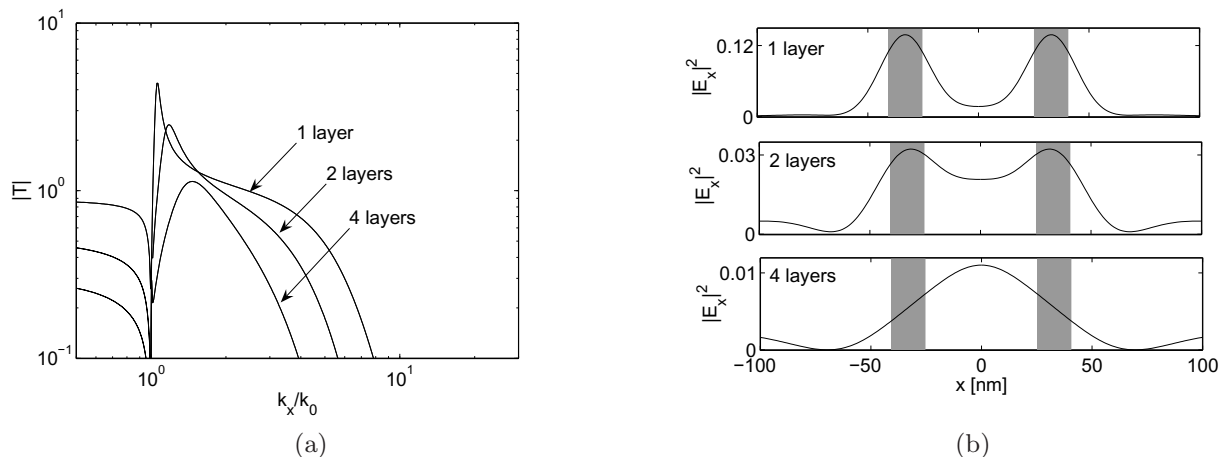 10^1
10^0
10^-1
|T|
1 layer
2 layers
4 layers
10^0
10^1
k_x/k_0
(a)
1 layer
|E_x|^2
0.12
0
2 layers
|E_x|^2
0.03
0
4 layers
|E_x|^2
0.01
0
−100
−50
0
50
100
x [nm]
(b)